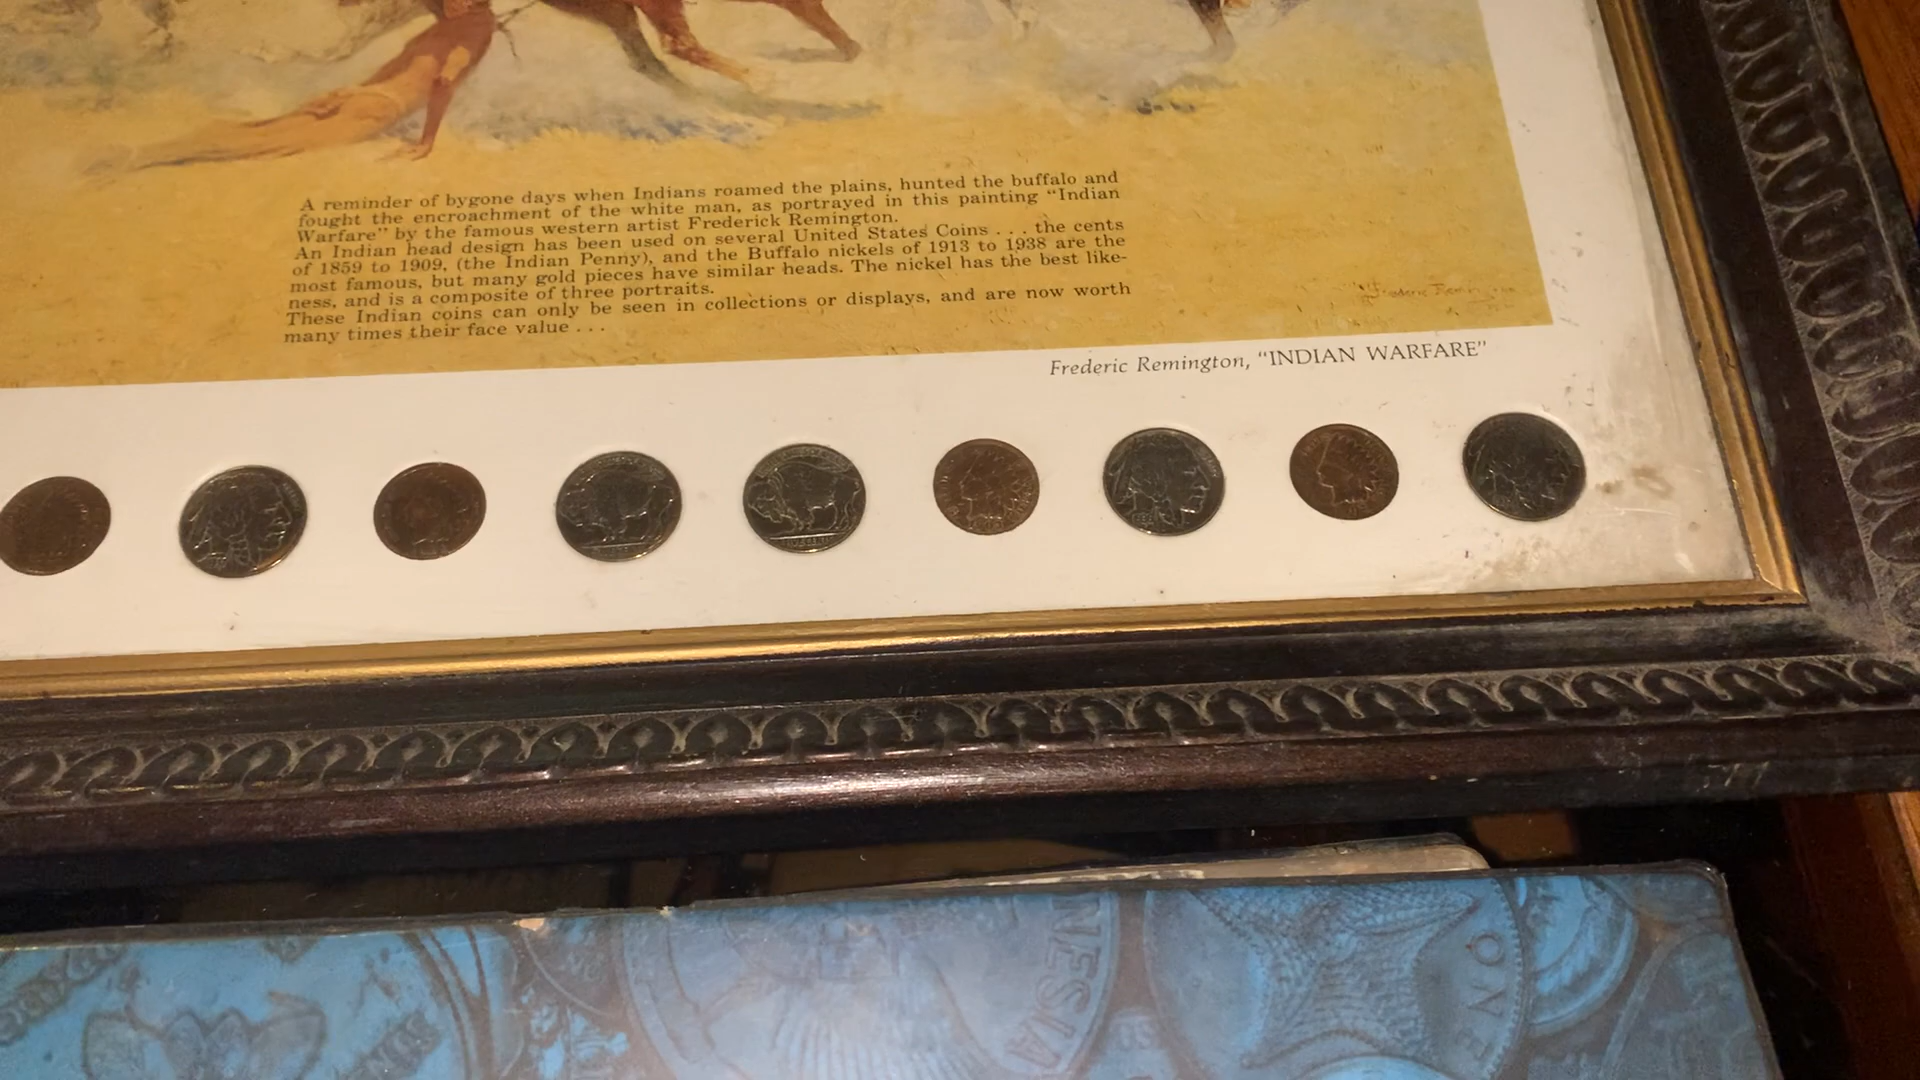 A reminder of bygone days when Indians roamed the plains, hunted the buffalo and
fought the encroachment of the white man, as portrayed in this painting “Indian
Warfare” by the famous western artist Frederick Remington.
An Indian head design has been used on several United States Coins . . . the cents
of 1859 to 1909, (the Indian Penny), and the Buffalo nickels of 1913 to 1938 are the
most famous, but many gold pieces have similar heads. The nickel has the best like-
ness, and is a composite of three portraits.
These Indian coins can only be seen in collections or displays, and are now worth
many times their face value . . .
Frederic Remington, “INDIAN WARFARE”
NESIA
ONE